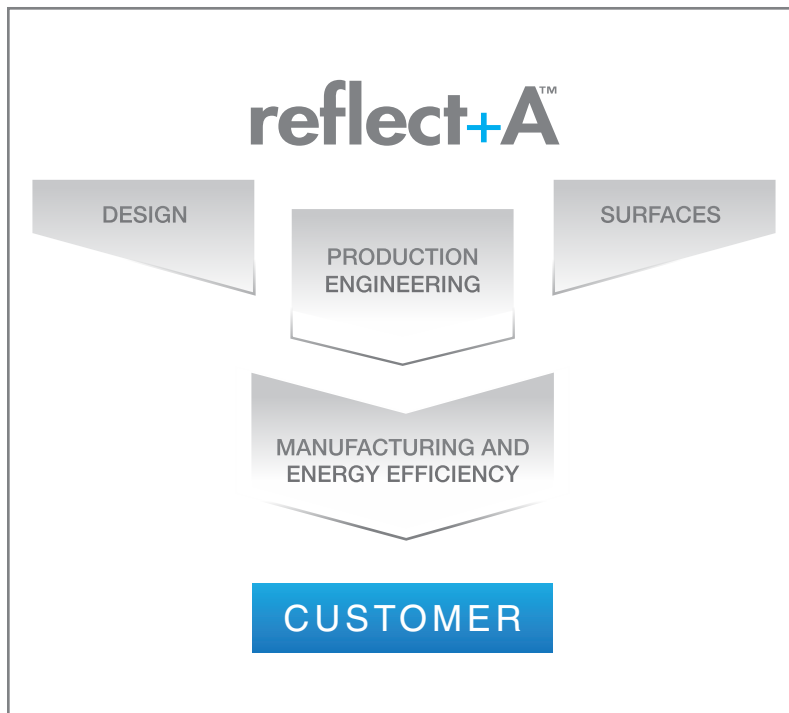 reflect+A™
DESIGN
PRODUCTION
ENGINEERING
SURFACES
MANUFACTURING AND
ENERGY EFFICIENCY
CUSTOMER